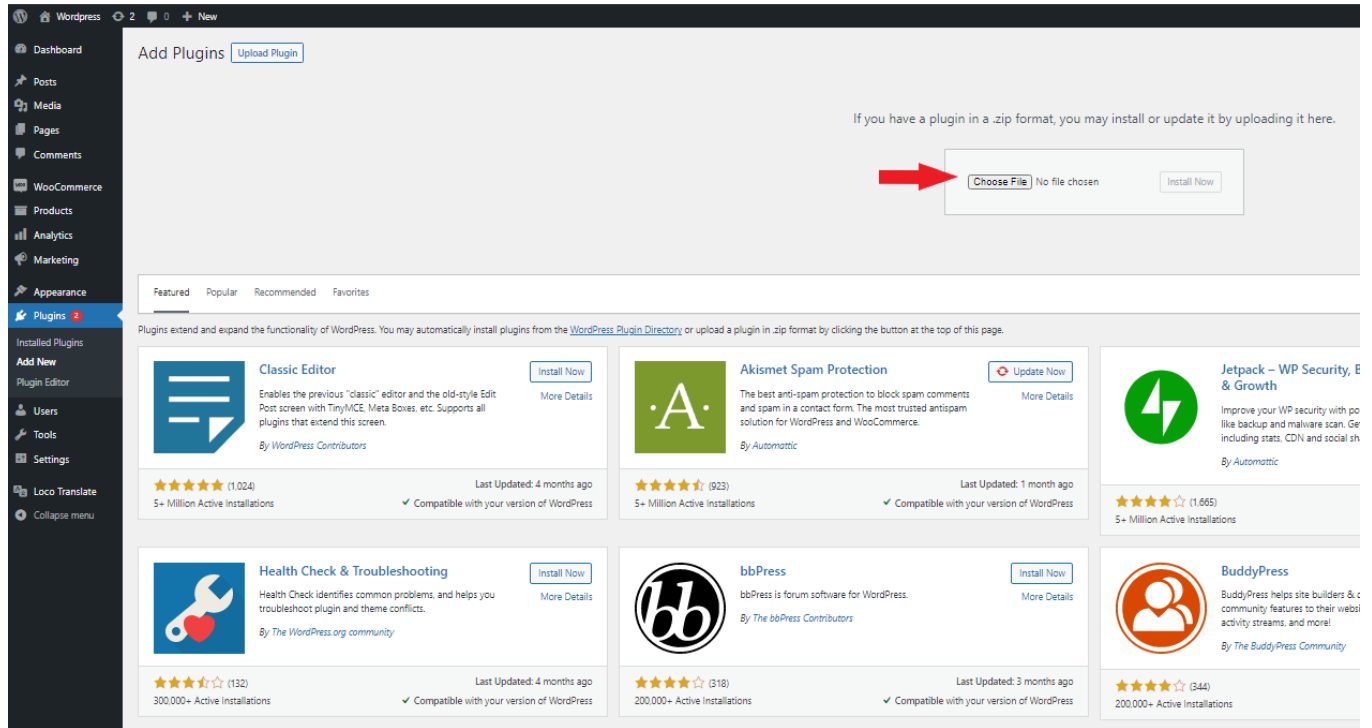 Wordpress 2 0 + New
Dashboard
Posts
Media
Pages
Comments
WooCommerce
Products
Analytics
Marketing
Appearance
Plugins 2
Installed Plugins
Add New
Plugin Editor
Users
Tools
Settings
Loco Translate
Collapse menu
Add Plugins Upload Plugin
If you have a plugin in a .zip format, you may install or update it by uploading it here.
Choose File No file chosen Install Now
Featured Popular Recommended Favorites
Plugins extend and expand the functionality of WordPress. You may automatically install plugins from the WordPress Plugin Directory or upload a plugin in .zip format by clicking the button at the top of this page.
Classic Editor
Install Now
More Details
Enables the previous "classic" editor and the old-style Edit
Post screen with TinyMCE, Meta Boxes, etc. Supports all
plugins that extend this screen.
By WordPress Contributors
(1,024)
5+ Million Active Installations
Last Updated: 4 months ago
✔ Compatible with your version of WordPress
·A·
Akismet Spam Protection
Update Now
More Details
The best anti-spam protection to block spam comments
and spam in a contact form. The most trusted antispam
solution for WordPress and WooCommerce.
By Automattic
(923)
5+ Million Active Installations
Last Updated: 1 month ago
✔ Compatible with your version of WordPress
Jetpack – WP Security, B
& Growth
Improve your WP security with po
like backup and malware scan. Ge
including stats, CDN and social sh
By Automattic
(1,665)
5+ Million Active Installations
Health Check & Troubleshooting
Install Now
More Details
Health Check identifies common problems, and helps you
troubleshoot plugin and theme conflicts.
By The WordPress.org community
(132)
300,000+ Active Installations
Last Updated: 4 months ago
✔ Compatible with your version of WordPress
bb
bbPress
Install Now
More Details
bbPress is forum software for WordPress.
By The bbPress Contributors
(318)
200,000+ Active Installations
Last Updated: 3 months ago
✔ Compatible with your version of WordPress
BuddyPress
BuddyPress helps site builders & d
community features to their websi
activity streams, and more!
By The BuddyPress Community
(344)
200,000+ Active Installations